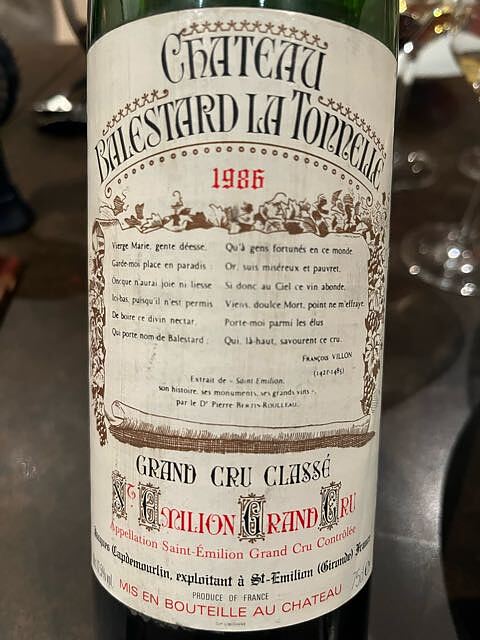 CHATEAU
BALESTARD LA TONNELLE
1986
Vierge Marie, gente déesse,
Garde-moi place en paradis :
Oncque n'aurai joie ni liesse
Ici-bas, puisqu'il n'est permis
De boire ce divin nectar,
Qui porte nom de Balestard ;
Qu'à gens fortunés en ce monde.
Or, suis miséreux et pauvret,
Si donc au Ciel ce vin abonde,
Viens, doulce Mort, point ne m'effraye,
Porte-moi parmi les élus
Qui, là-haut, savourent ce cru.
FRANÇOIS VILLON
(1421-1485)
Extrait de « Saint Emilion,
son histoire, ses monuments, ses grands vins »,
par le Dr Pierre BERTIN-ROULLEAU.
GRAND CRU CLASSÉ
ST EMILION GRAND CRU
Appellation Saint-Émilion Grand Cru Contrôlée
Jacques Capdemourlin, exploitant à St-Emilion (Gironde) France
PRODUCE OF FRANCE
MIS EN BOUTEILLE AU CHATEAU